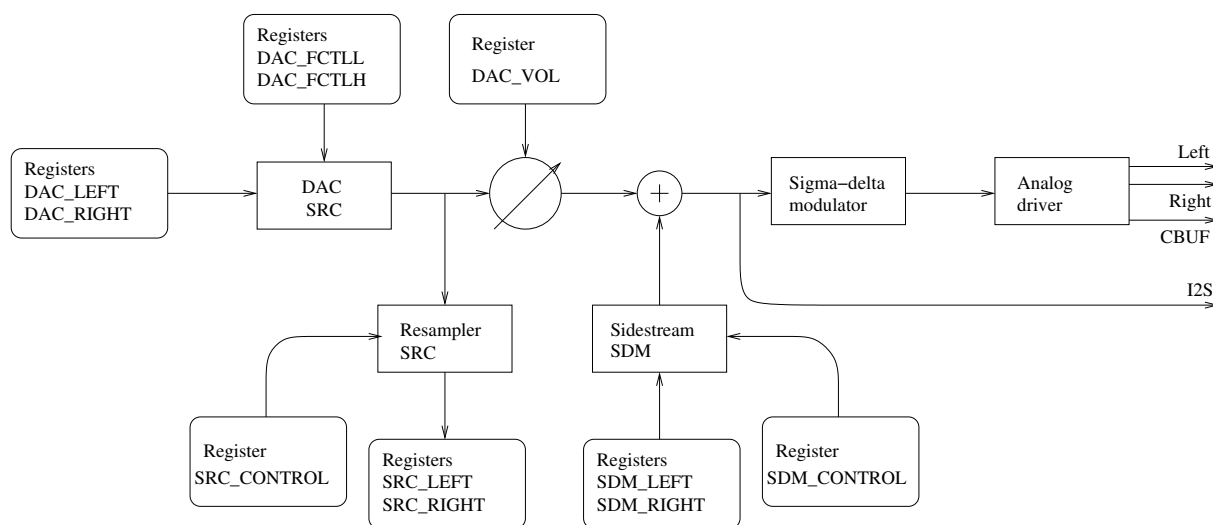 Registers
DAC_FCTLL
DAC_FCTLH
Register
DAC_VOL
Registers
DAC_LEFT
DAC_RIGHT
DAC
SRC
+
Sigma−delta
modulator
Analog
driver
Left
Right
CBUF
I2S
Resampler
SRC
Sidestream
SDM
Register
SRC_CONTROL
Registers
SRC_LEFT
SRC_RIGHT
Registers
SDM_LEFT
SDM_RIGHT
Register
SDM_CONTROL